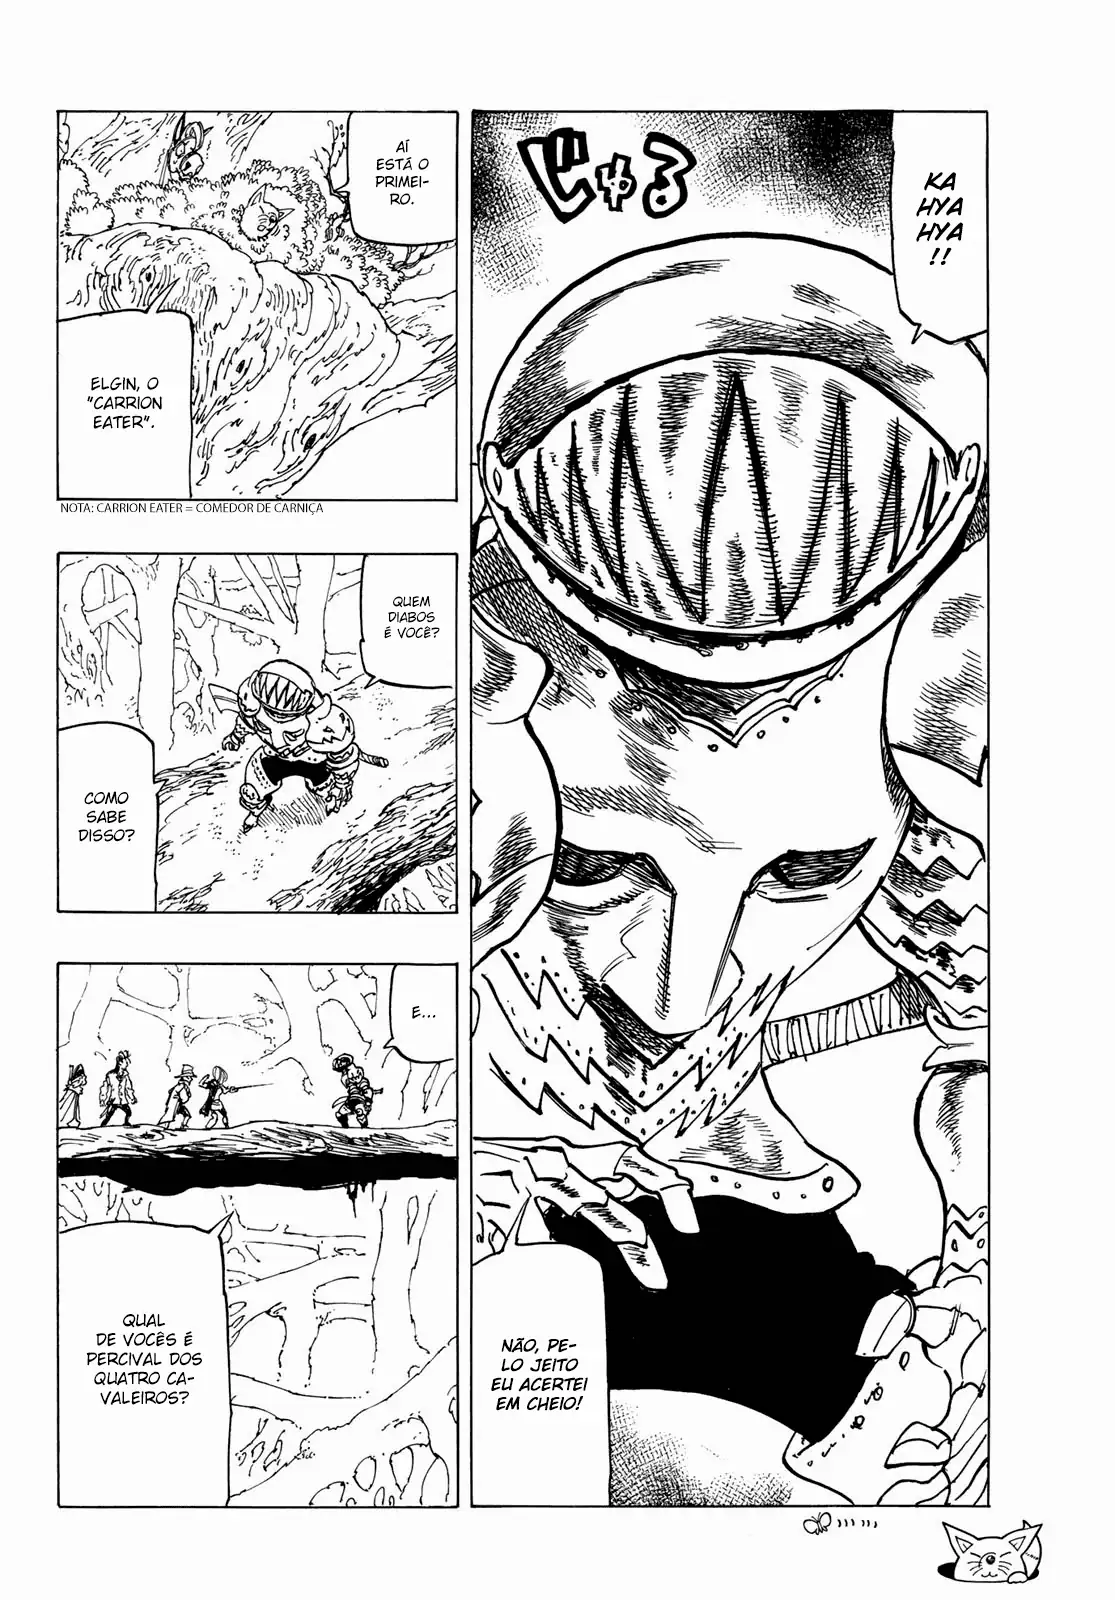 KA
HYA
HYA
!!
じゅる
NÃO, PE-
LO JEITO
EU ACERTEI
EM CHEIO!
AÍ
ESTÁ O
PRIMEI-
RO.
ELGIN, O
"CARRION
EATER".
NOTA: CARRION EATER = COMEDOR DE CARNIÇA
QUEM
DIABOS
É VOCÊ?
COMO
SABE
DISSO?
E...
QUAL
DE VOCÊS É
PERCIVAL DOS
QUATRO CA-
VALEIROS?